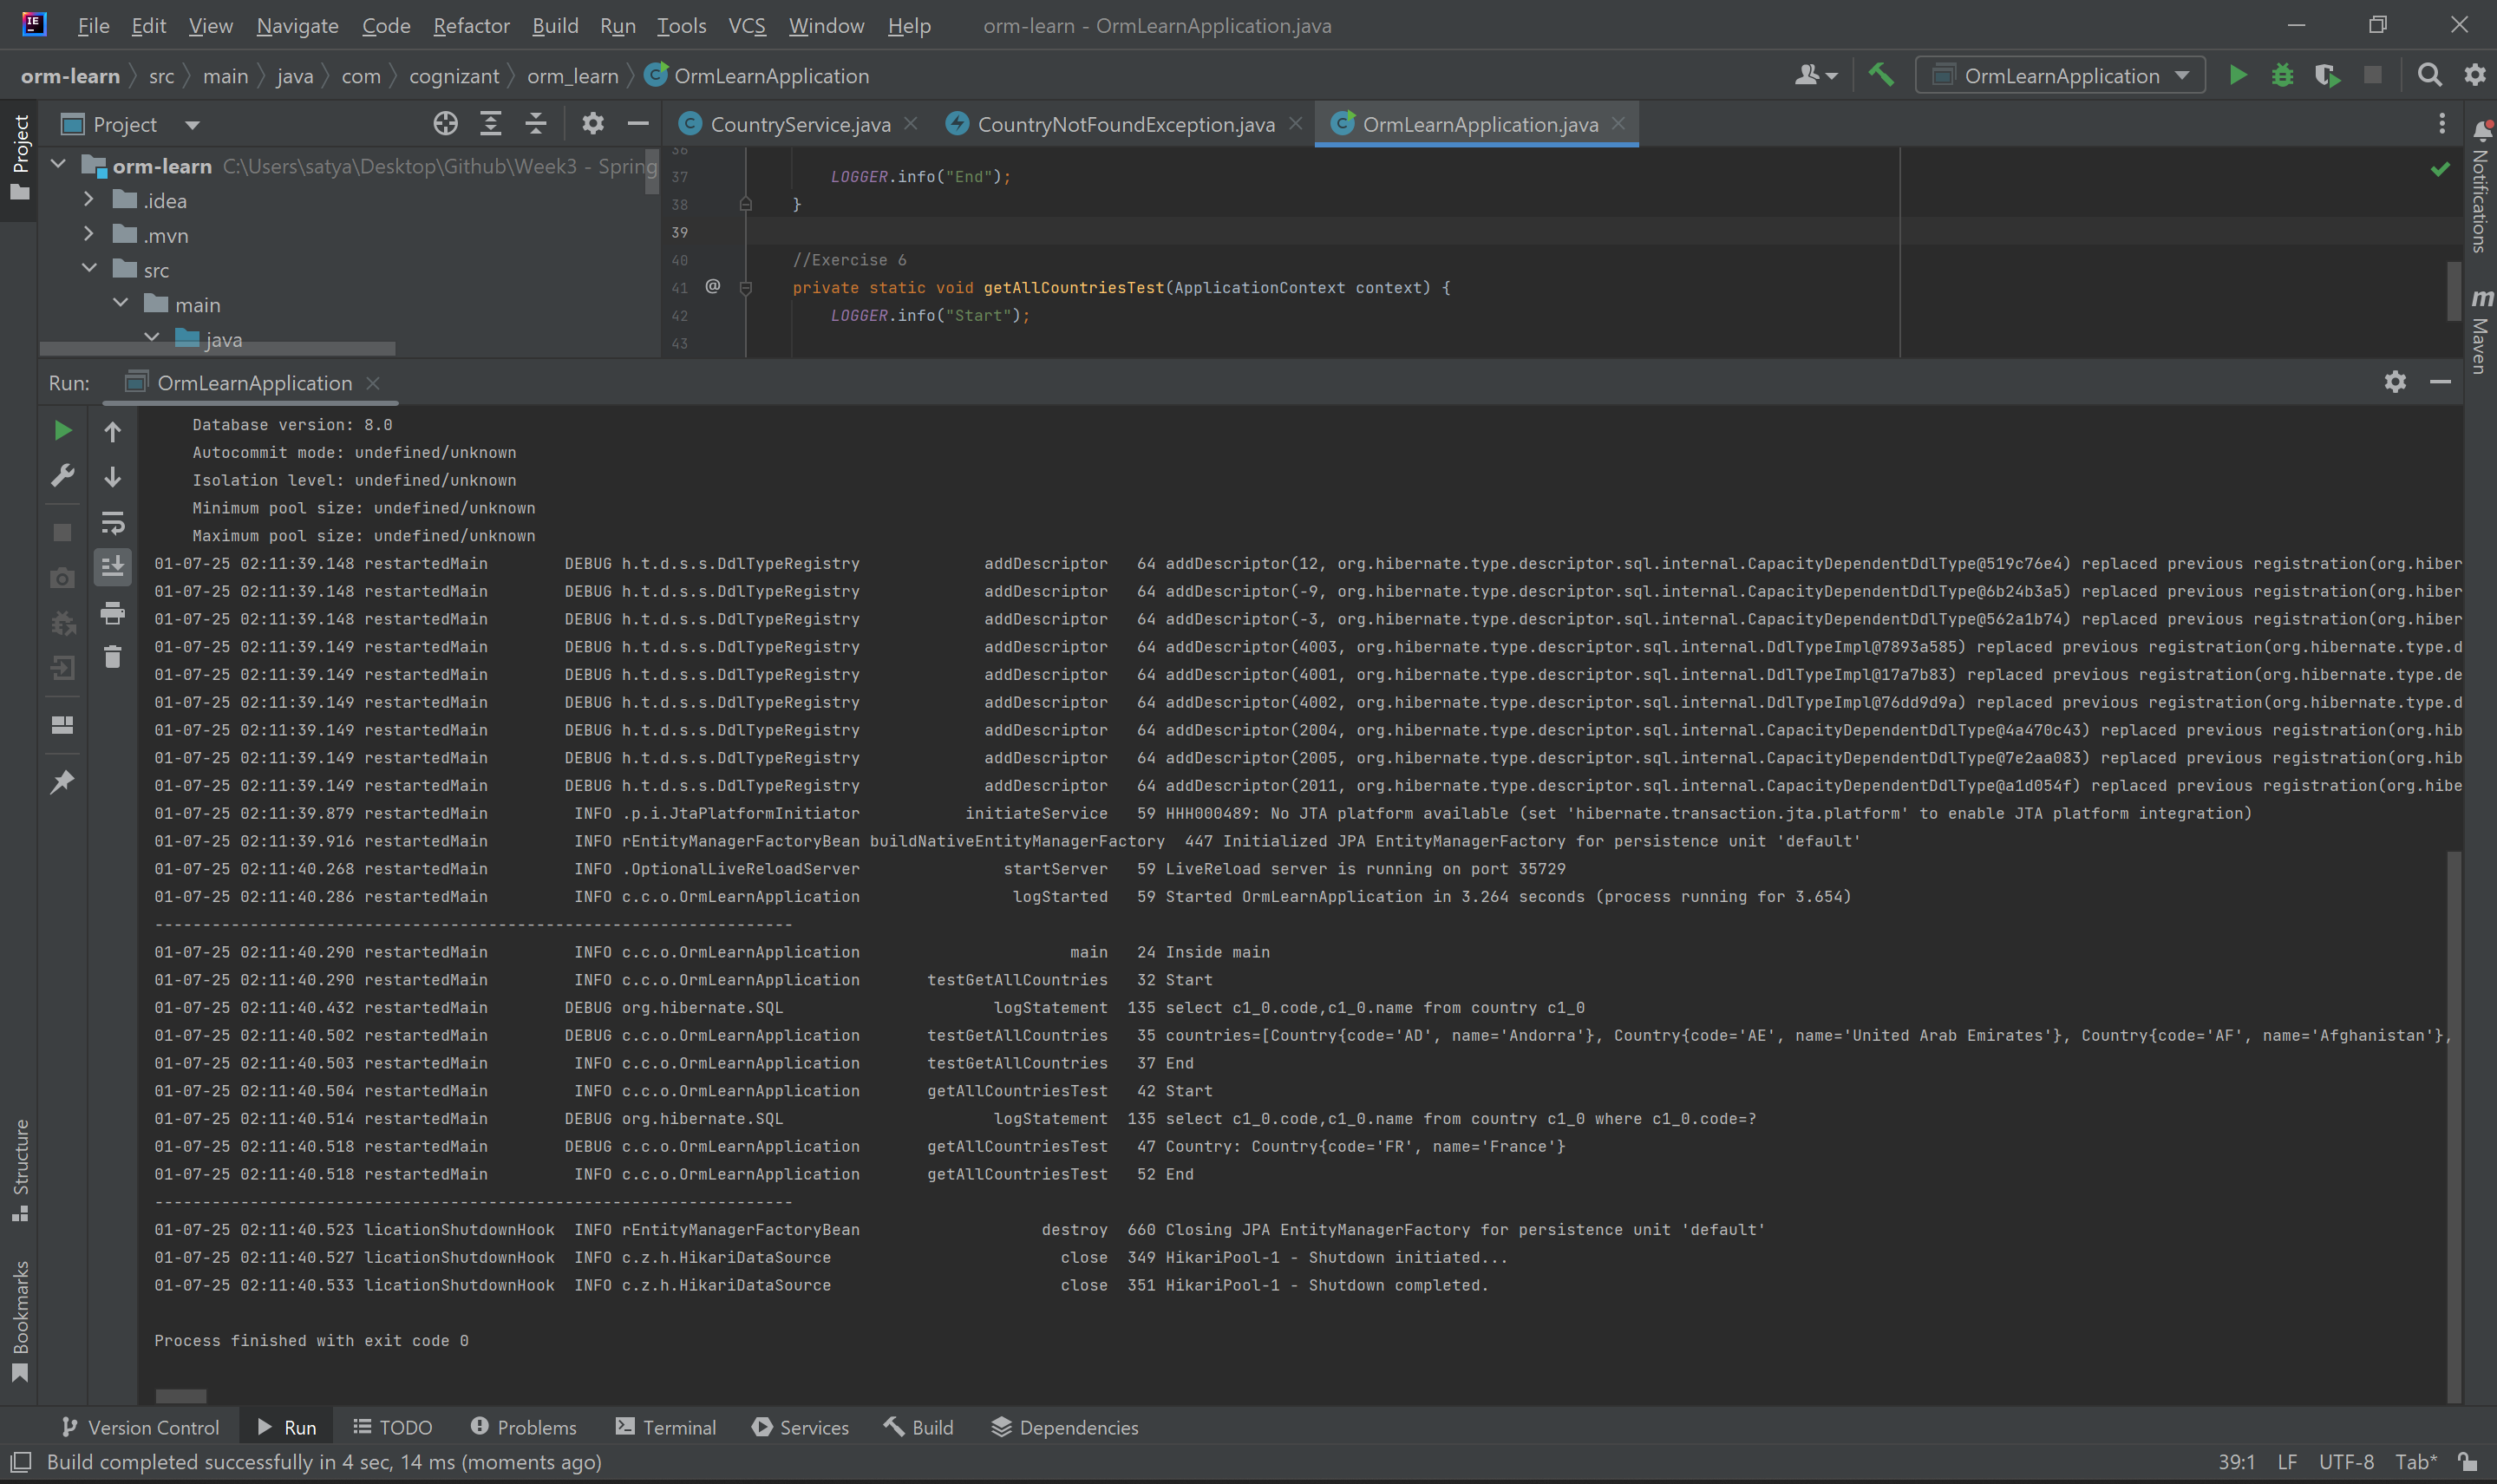 File Edit View Navigate Code Refactor Build Run Tools VCS Window Help orm-learn - OrmLearnApplication.java
orm-learn src main java com cognizant orm_learn OrmLearnApplication
OrmLearnApplication
Project
Project
CountryService.java
CountryNotFoundException.java
OrmLearnApplication.java
orm-learn C:\Users\satya\Desktop\Github\Week3 - Spring
.idea
.mvn
src
main
java
36
37 LOGGER.info("End");
38 }
39
40 //Exercise 6
41 @ private static void getAllCountriesTest(ApplicationContext context) {
42 LOGGER.info("Start");
43
Notifications
Maven
Run: OrmLearnApplication
Database version: 8.0
Autocommit mode: undefined/unknown
Isolation level: undefined/unknown
Minimum pool size: undefined/unknown
Maximum pool size: undefined/unknown
01-07-25 02:11:39.148 restartedMain DEBUG h.t.d.s.s.DdlTypeRegistry addDescriptor 64 addDescriptor(12, org.hibernate.type.descriptor.sql.internal.CapacityDependentDdlType@519c76e4) replaced previous registration(org.hiber
01-07-25 02:11:39.148 restartedMain DEBUG h.t.d.s.s.DdlTypeRegistry addDescriptor 64 addDescriptor(-9, org.hibernate.type.descriptor.sql.internal.CapacityDependentDdlType@6b24b3a5) replaced previous registration(org.hiber
01-07-25 02:11:39.148 restartedMain DEBUG h.t.d.s.s.DdlTypeRegistry addDescriptor 64 addDescriptor(-3, org.hibernate.type.descriptor.sql.internal.CapacityDependentDdlType@562a1b74) replaced previous registration(org.hiber
01-07-25 02:11:39.149 restartedMain DEBUG h.t.d.s.s.DdlTypeRegistry addDescriptor 64 addDescriptor(4003, org.hibernate.type.descriptor.sql.internal.DdlTypeImpl@7893a585) replaced previous registration(org.hibernate.type.d
01-07-25 02:11:39.149 restartedMain DEBUG h.t.d.s.s.DdlTypeRegistry addDescriptor 64 addDescriptor(4001, org.hibernate.type.descriptor.sql.internal.DdlTypeImpl@17a7b83) replaced previous registration(org.hibernate.type.de
01-07-25 02:11:39.149 restartedMain DEBUG h.t.d.s.s.DdlTypeRegistry addDescriptor 64 addDescriptor(4002, org.hibernate.type.descriptor.sql.internal.DdlTypeImpl@76dd9d9a) replaced previous registration(org.hibernate.type.d
01-07-25 02:11:39.149 restartedMain DEBUG h.t.d.s.s.DdlTypeRegistry addDescriptor 64 addDescriptor(2004, org.hibernate.type.descriptor.sql.internal.CapacityDependentDdlType@4a470c43) replaced previous registration(org.hib
01-07-25 02:11:39.149 restartedMain DEBUG h.t.d.s.s.DdlTypeRegistry addDescriptor 64 addDescriptor(2005, org.hibernate.type.descriptor.sql.internal.CapacityDependentDdlType@7e2aa083) replaced previous registration(org.hib
01-07-25 02:11:39.149 restartedMain DEBUG h.t.d.s.s.DdlTypeRegistry addDescriptor 64 addDescriptor(2011, org.hibernate.type.descriptor.sql.internal.CapacityDependentDdlType@a1d054f) replaced previous registration(org.hibe
01-07-25 02:11:39.879 restartedMain INFO .p.i.JtaPlatformInitiator initiateService 59 HHH000489: No JTA platform available (set 'hibernate.transaction.jta.platform' to enable JTA platform integration)
01-07-25 02:11:39.916 restartedMain INFO rEntityManagerFactoryBean buildNativeEntityManagerFactory 447 Initialized JPA EntityManagerFactory for persistence unit 'default'
01-07-25 02:11:40.268 restartedMain INFO .OptionalLiveReloadServer startServer 59 LiveReload server is running on port 35729
01-07-25 02:11:40.286 restartedMain INFO c.c.o.OrmLearnApplication logStarted 59 Started OrmLearnApplication in 3.264 seconds (process running for 3.654)
-------------------------------------------------------------------
01-07-25 02:11:40.290 restartedMain INFO c.c.o.OrmLearnApplication main 24 Inside main
01-07-25 02:11:40.290 restartedMain INFO c.c.o.OrmLearnApplication testGetAllCountries 32 Start
01-07-25 02:11:40.432 restartedMain DEBUG org.hibernate.SQL logStatement 135 select c1_0.code,c1_0.name from country c1_0
01-07-25 02:11:40.502 restartedMain DEBUG c.c.o.OrmLearnApplication testGetAllCountries 35 countries=[Country{code='AD', name='Andorra'}, Country{code='AE', name='United Arab Emirates'}, Country{code='AF', name='Afghanistan'},
01-07-25 02:11:40.503 restartedMain INFO c.c.o.OrmLearnApplication testGetAllCountries 37 End
01-07-25 02:11:40.504 restartedMain INFO c.c.o.OrmLearnApplication getAllCountriesTest 42 Start
01-07-25 02:11:40.514 restartedMain DEBUG org.hibernate.SQL logStatement 135 select c1_0.code,c1_0.name from country c1_0 where c1_0.code=?
01-07-25 02:11:40.518 restartedMain DEBUG c.c.o.OrmLearnApplication getAllCountriesTest 47 Country: Country{code='FR', name='France'}
01-07-25 02:11:40.518 restartedMain INFO c.c.o.OrmLearnApplication getAllCountriesTest 52 End
-------------------------------------------------------------------
01-07-25 02:11:40.523 licationShutdownHook INFO rEntityManagerFactoryBean destroy 660 Closing JPA EntityManagerFactory for persistence unit 'default'
01-07-25 02:11:40.527 licationShutdownHook INFO c.z.h.HikariDataSource close 349 HikariPool-1 - Shutdown initiated...
01-07-25 02:11:40.533 licationShutdownHook INFO c.z.h.HikariDataSource close 351 HikariPool-1 - Shutdown completed.
Process finished with exit code 0
Structure
Bookmarks
Version Control Run TODO Problems Terminal Services Build Dependencies
Build completed successfully in 4 sec, 14 ms (moments ago) 39:1 LF UTF-8 Tab*